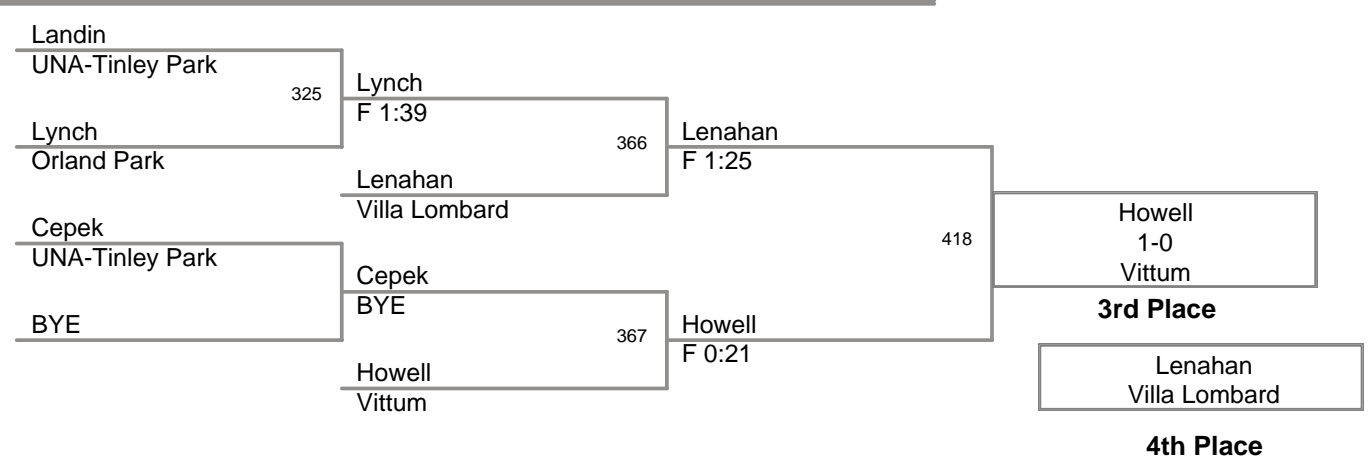 Landin
UNA-Tinley Park
325
Lynch
F 1:39
Lynch
Orland Park
366
Lenahan
F 1:25
Lenahan
Villa Lombard
Cepek
UNA-Tinley Park
Cepek
BYE
BYE
367
Howell
F 0:21
Howell
Vittum
418
Howell
1-0
Vittum
3rd Place
Lenahan
Villa Lombard
4th Place